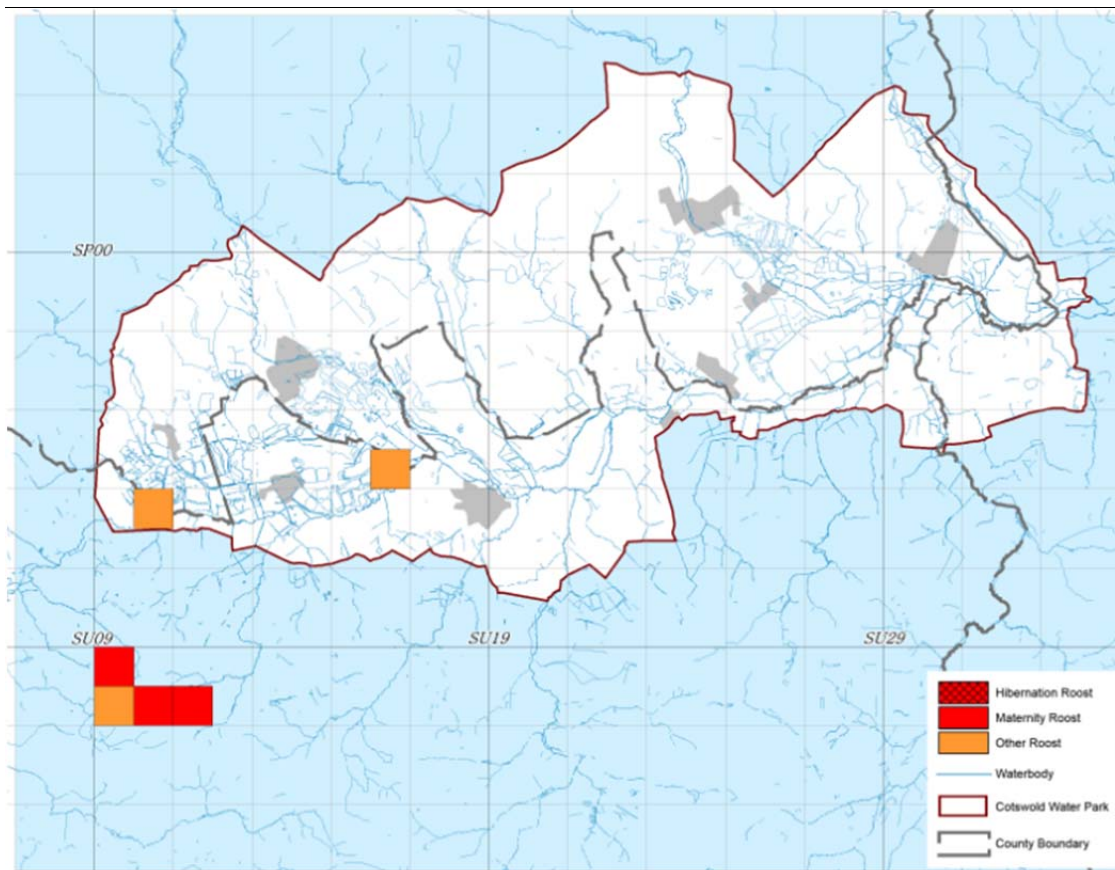 SP00
SU09
SU19
SU29
Hibernation Roost
Maternity Roost
Other Roost
Waterbody
Cotswold Water Park
County Boundary